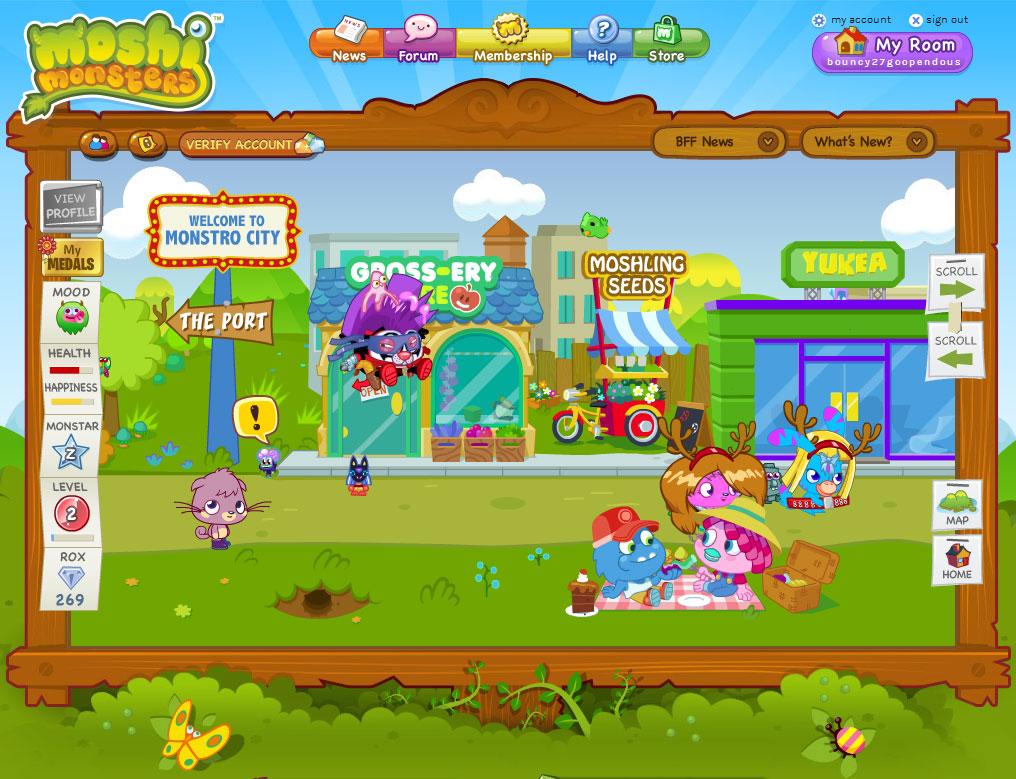 moshi monsters™
NEWS
News
Forum
Membership
Help
Store
my account
sign out
My Room
bouncy27goopendous
VERIFY ACCOUNT
BFF News
What's New?
VIEW
PROFILE
My
MEDALS
MOOD
HEALTH
HAPPINESS
MONSTAR
Z
LEVEL
2
ROX
269
WELCOME TO
MONSTRO CITY
THE PORT
GROSS-ERY
OPEN
!
MOSHLING
SEEDS
YUKEA
SCROLL
SCROLL
MAP
HOME